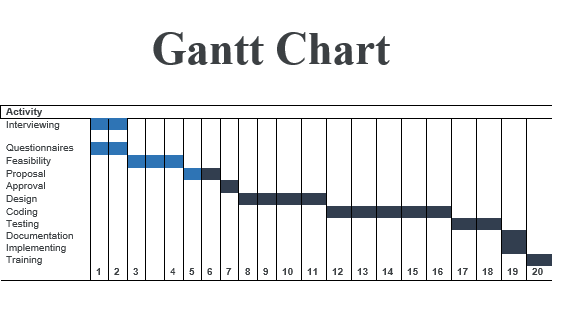 Gantt Chart
Activity
Interviewing
Questionnaires
Feasibility
Proposal
Approval
Design
Coding
Testing
Documentation
Implementing
Training
1 2 3 4 5 6 7 8 9 10 11 12 13 14 15 16 17 18 19 20